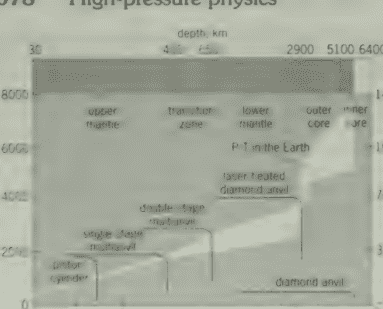 High-pressure physics
depth, km
30 2900 5100 6400
8000
upper mantle
transition zone
lower mantle
outer core
inner core
6000
P-T in the Earth
laser heated diamond anvil
double stage multianvil
single stage multianvil
piston cylinder
diamond anvil
0